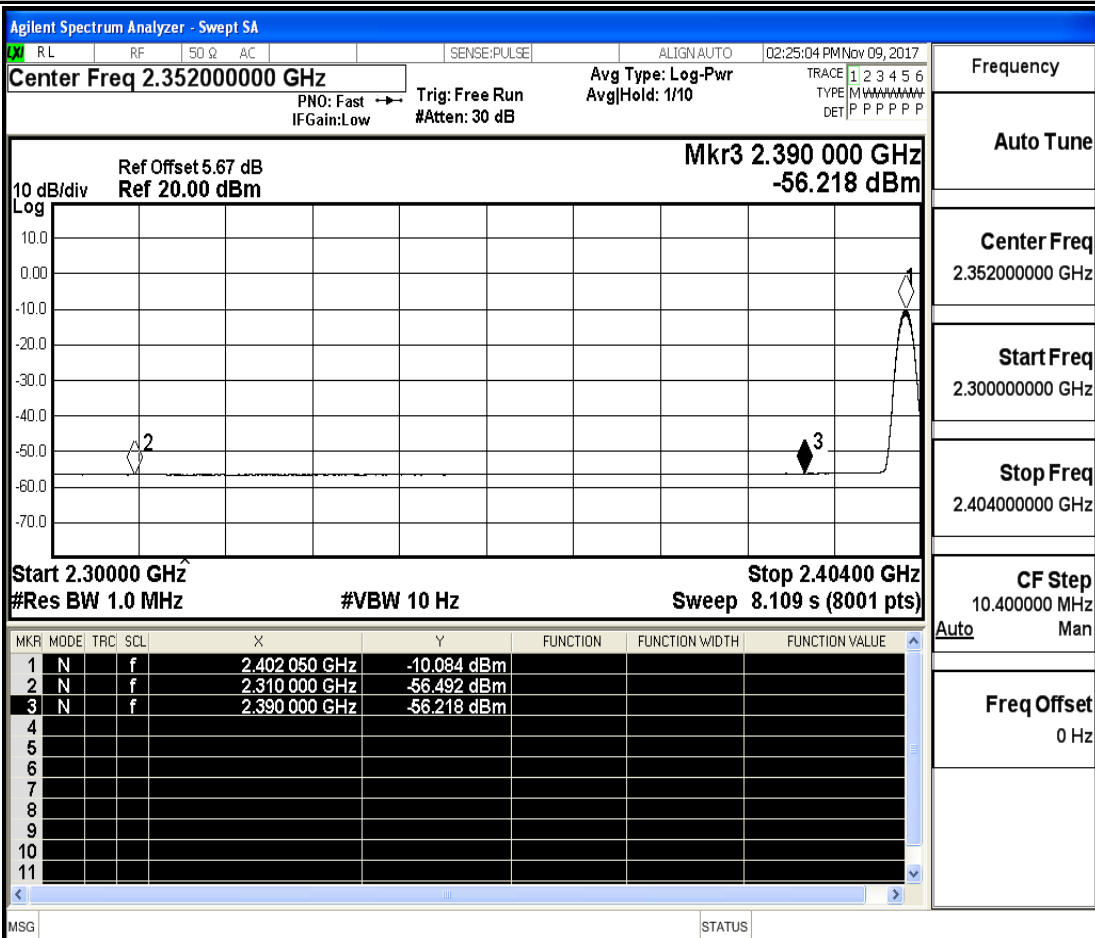 Agilent Spectrum Analyzer - Swept SA
LXI RL RF 50 Ω AC SENSE:PULSE ALIGN AUTO 02:25:04 PM Nov 09, 2017
Center Freq 2.352000000 GHz
PNO: Fast
IFGain:Low
Trig: Free Run
#Atten: 30 dB
Avg Type: Log-Pwr
Avg|Hold: 1/10
TRACE 1 2 3 4 5 6
TYPE M WWWWW
DET P P P P P P
Mkr3 2.390 000 GHz
-56.218 dBm
Ref Offset 5.67 dB
10 dB/div Ref 20.00 dBm
Log
10.0
0.00
-10.0
-20.0
-30.0
-40.0
-50.0
-60.0
-70.0
1
2
3
Start 2.30000 GHz Stop 2.40400 GHz
#Res BW 1.0 MHz #VBW 10 Hz Sweep 8.109 s (8001 pts)
MKR MODE TRC SCL X Y FUNCTION FUNCTION WIDTH FUNCTION VALUE
1 N f 2.402 050 GHz -10.084 dBm
2 N f 2.310 000 GHz -56.492 dBm
3 N f 2.390 000 GHz -56.218 dBm
4
5
6
7
8
9
10
11
MSG STATUS
Frequency
Auto Tune
Center Freq
2.352000000 GHz
Start Freq
2.300000000 GHz
Stop Freq
2.404000000 GHz
CF Step
10.400000 MHz
Auto Man
Freq Offset
0 Hz